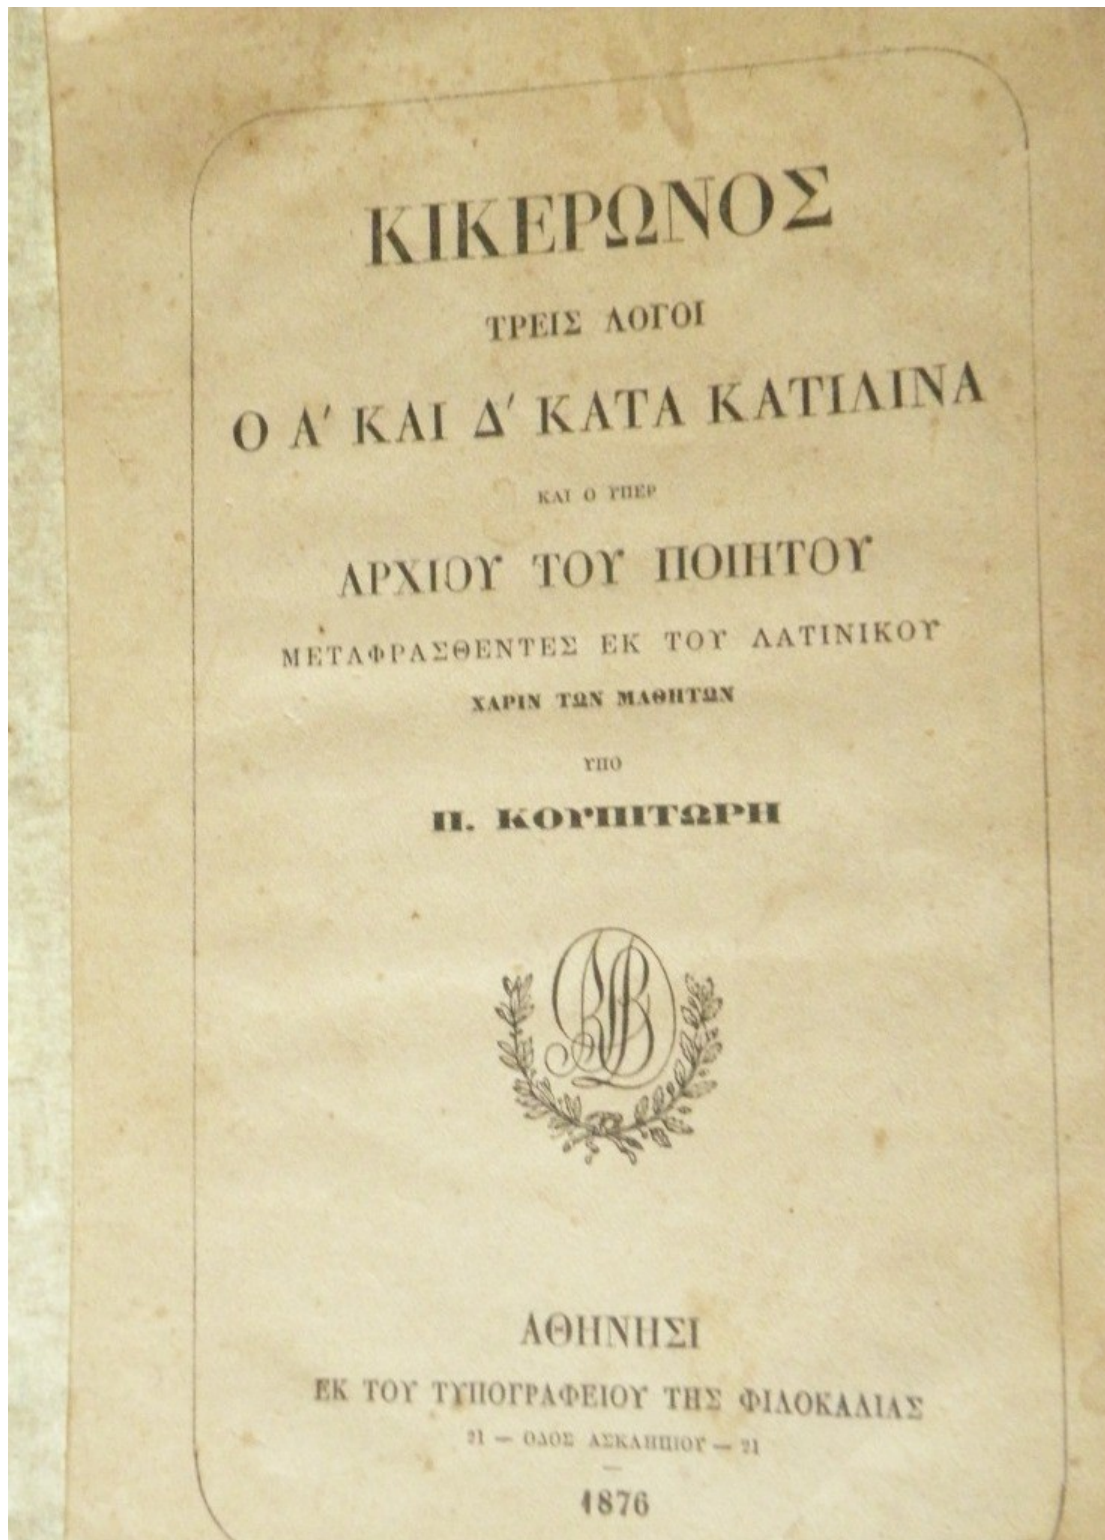 ΚΙΚΕΡΩΝΟΣ
ΤΡΕΙΣ ΛΟΓΟΙ
Ο Α' ΚΑΙ Δ' ΚΑΤΑ ΚΑΤΙΛΙΝΑ
ΚΑΙ Ο ΥΠΕΡ
ΑΡΧΙΟΥ ΤΟΥ ΠΟΙΗΤΟΥ
ΜΕΤΑΦΡΑΣΘΕΝΤΕΣ ΕΚ ΤΟΥ ΛΑΤΙΝΙΚΟΥ
ΧΑΡΙΝ ΤΩΝ ΜΑΘΗΤΩΝ
ΥΠΟ
Π. ΚΟΥΠΙΤΩΡΗ
ΑΘΗΝΗΣΙ
ΕΚ ΤΟΥ ΤΥΠΟΓΡΑΦΕΙΟΥ ΤΗΣ ΦΙΛΟΚΑΛΙΑΣ
21 — ΟΔΟΣ ΑΣΚΛΗΠΙΟΥ — 21
1876